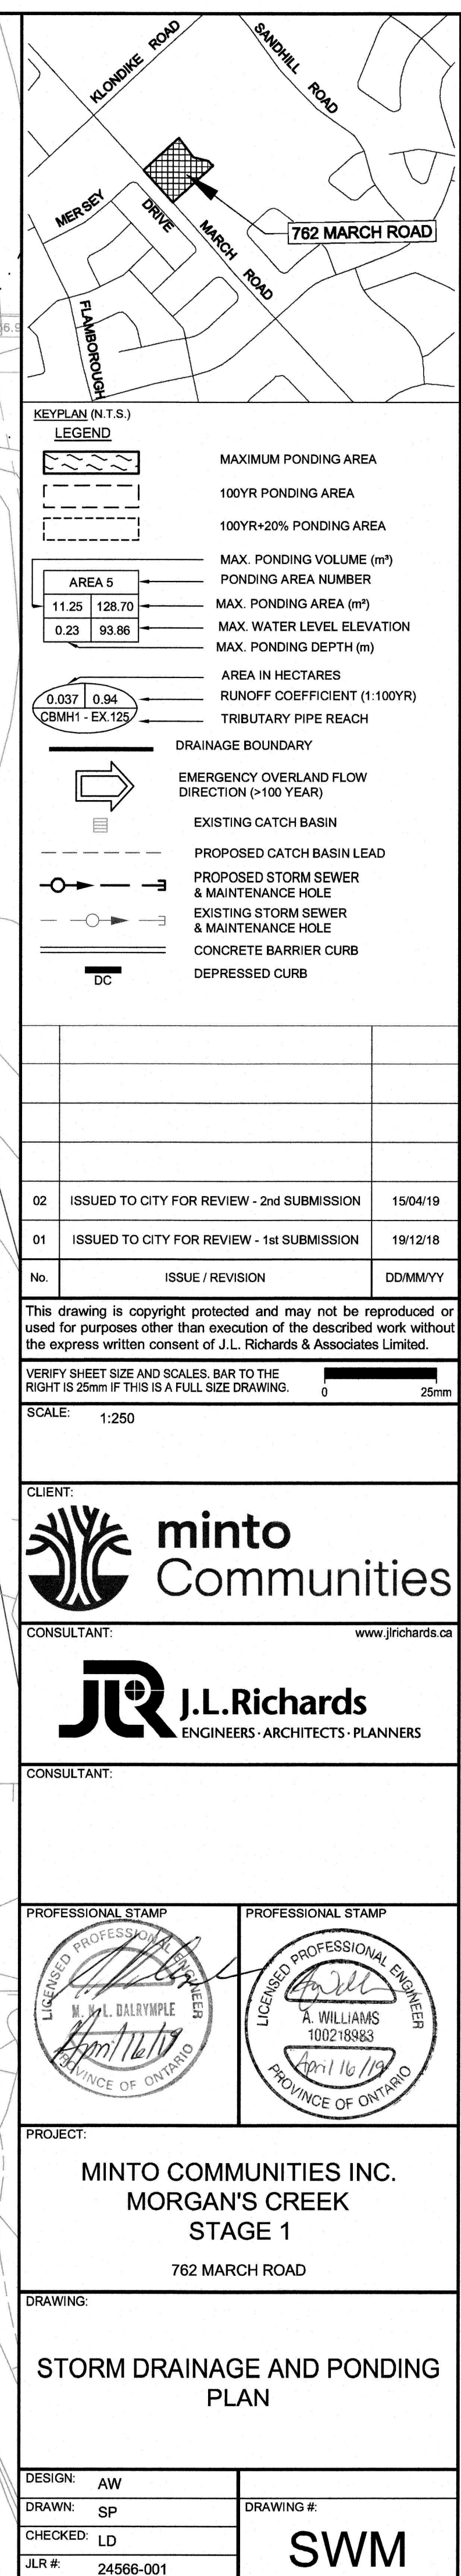 KLONDIKE ROAD
SANDHILL ROAD
MERSEY
DRIVE
MARCH ROAD
762 MARCH ROAD
FLAMBOROUGH
KEYPLAN (N.T.S.)
LEGEND
MAXIMUM PONDING AREA
100YR PONDING AREA
100YR+20% PONDING AREA
MAX. PONDING VOLUME (m³)
AREA 5
PONDING AREA NUMBER
11.25 128.70
MAX. PONDING AREA (m²)
0.23 93.86
MAX. WATER LEVEL ELEVATION
MAX. PONDING DEPTH (m)
AREA IN HECTARES
0.037 0.94
RUNOFF COEFFICIENT (1:100YR)
CBMH1 - EX.125
TRIBUTARY PIPE REACH
DRAINAGE BOUNDARY
EMERGENCY OVERLAND FLOW
DIRECTION (>100 YEAR)
EXISTING CATCH BASIN
PROPOSED CATCH BASIN LEAD
PROPOSED STORM SEWER
& MAINTENANCE HOLE
EXISTING STORM SEWER
& MAINTENANCE HOLE
CONCRETE BARRIER CURB
DC
DEPRESSED CURB
02 ISSUED TO CITY FOR REVIEW - 2nd SUBMISSION 15/04/19
01 ISSUED TO CITY FOR REVIEW - 1st SUBMISSION 19/12/18
No. ISSUE / REVISION DD/MM/YY
This drawing is copyright protected and may not be reproduced or
used for purposes other than execution of the described work without
the express written consent of J.L. Richards & Associates Limited.
VERIFY SHEET SIZE AND SCALES. BAR TO THE
RIGHT IS 25mm IF THIS IS A FULL SIZE DRAWING.
0 25mm
SCALE: 1:250
CLIENT:
minto
Communities
CONSULTANT: www.jlrichards.ca
JLR J.L.Richards
ENGINEERS · ARCHITECTS · PLANNERS
CONSULTANT:
PROFESSIONAL STAMP
LICENSED PROFESSIONAL ENGINEER
DALRYMPLE
April 16/19
PROVINCE OF ONTARIO
PROFESSIONAL STAMP
LICENSED PROFESSIONAL ENGINEER
A. WILLIAMS
100218983
April 16/19
PROVINCE OF ONTARIO
PROJECT:
MINTO COMMUNITIES INC.
MORGAN'S CREEK
STAGE 1
762 MARCH ROAD
DRAWING:
STORM DRAINAGE AND PONDING
PLAN
DESIGN: AW
DRAWN: SP
CHECKED: LD
JLR #: 24566-001
DRAWING #:
SWM